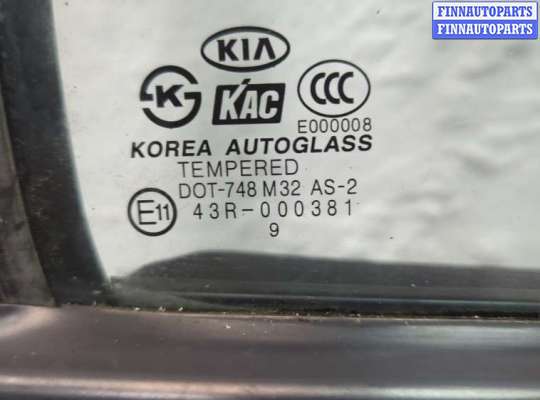 FINNAUTOPARTS
FINNAUTOPARTS
KIA
K KAC CCC
E000008
KOREA AUTOGLASS
TEMPERED
DOT-748 M32 AS-2
E11 43R-000381
9